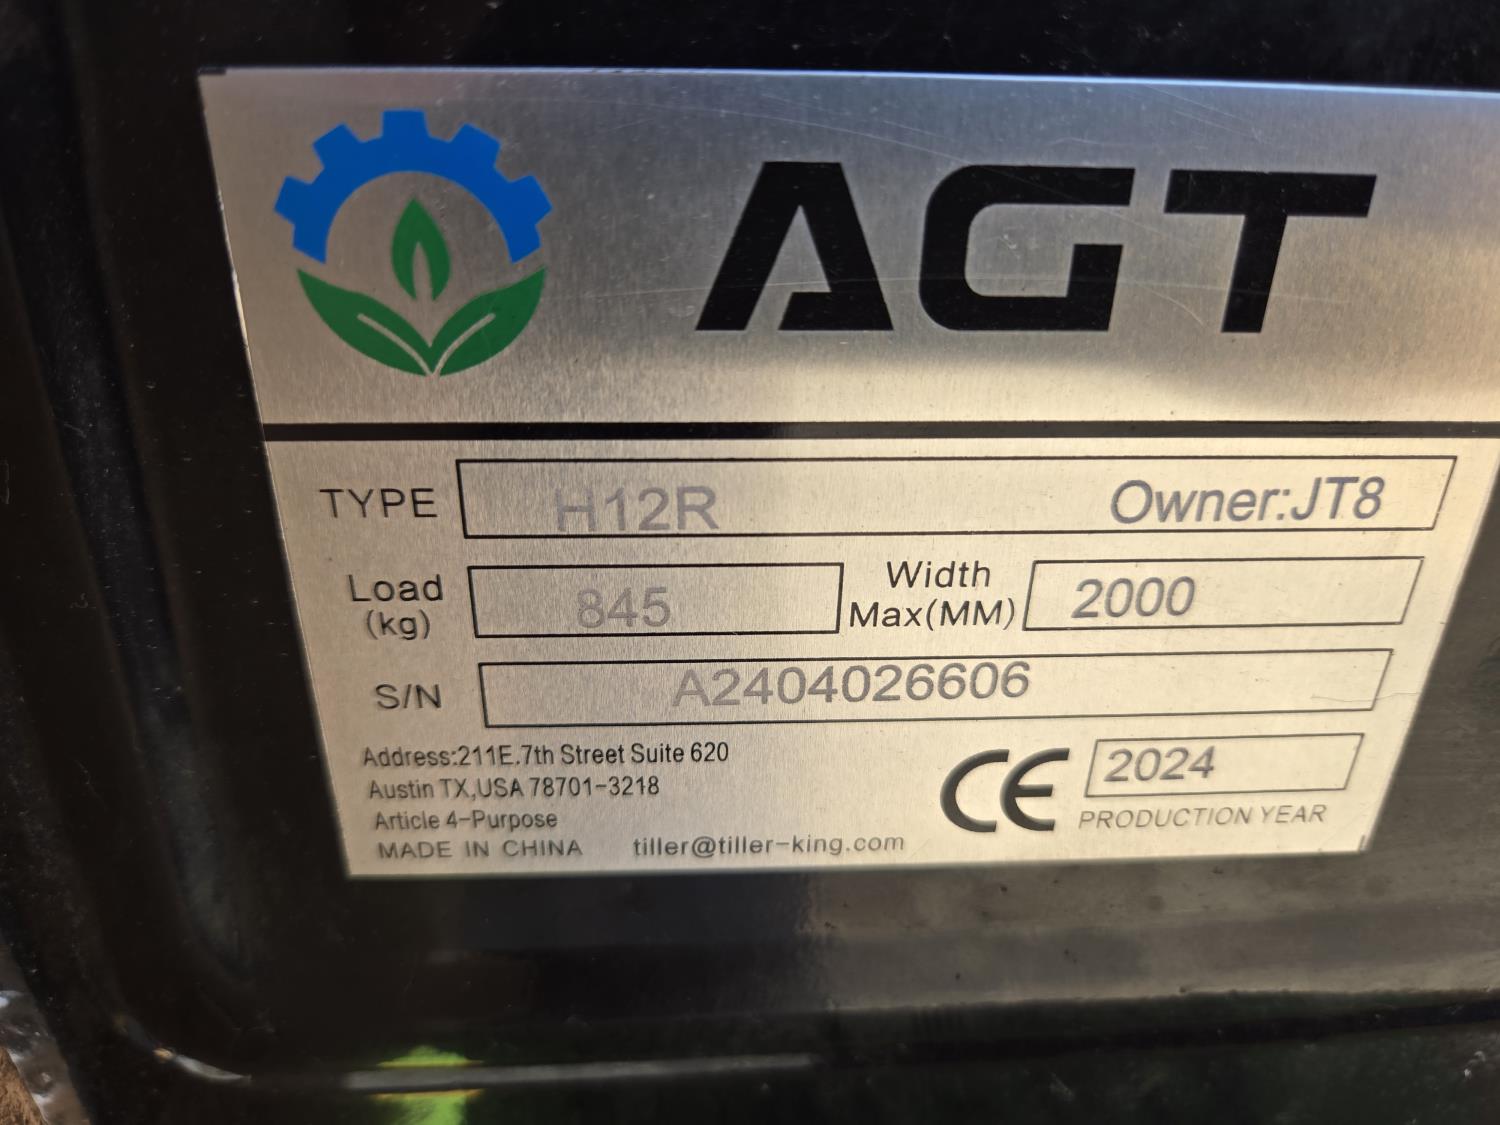 AGT
TYPE H12R Owner:JT8
Load (kg) 845 Width Max(MM) 2000
S/N A2404026606
Address:211E.7th Street Suite 620
Austin TX,USA 78701-3218
Article 4-Purpose
MADE IN CHINA tiller@tiller-king.com
CE 2024
PRODUCTION YEAR